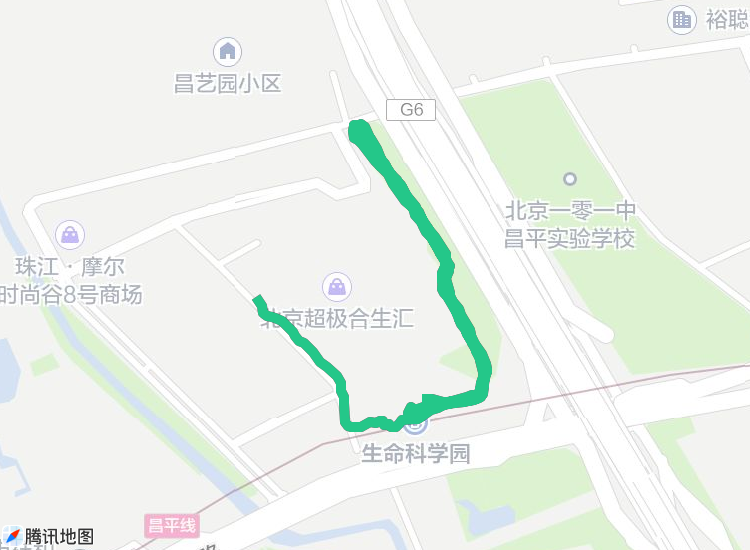 裕聪
昌艺园小区
G6
北京一零一中
昌平实验学校
珠江·摩尔
时尚谷8号商场
北京超极合生汇
生命科学园
昌平线
腾讯地图